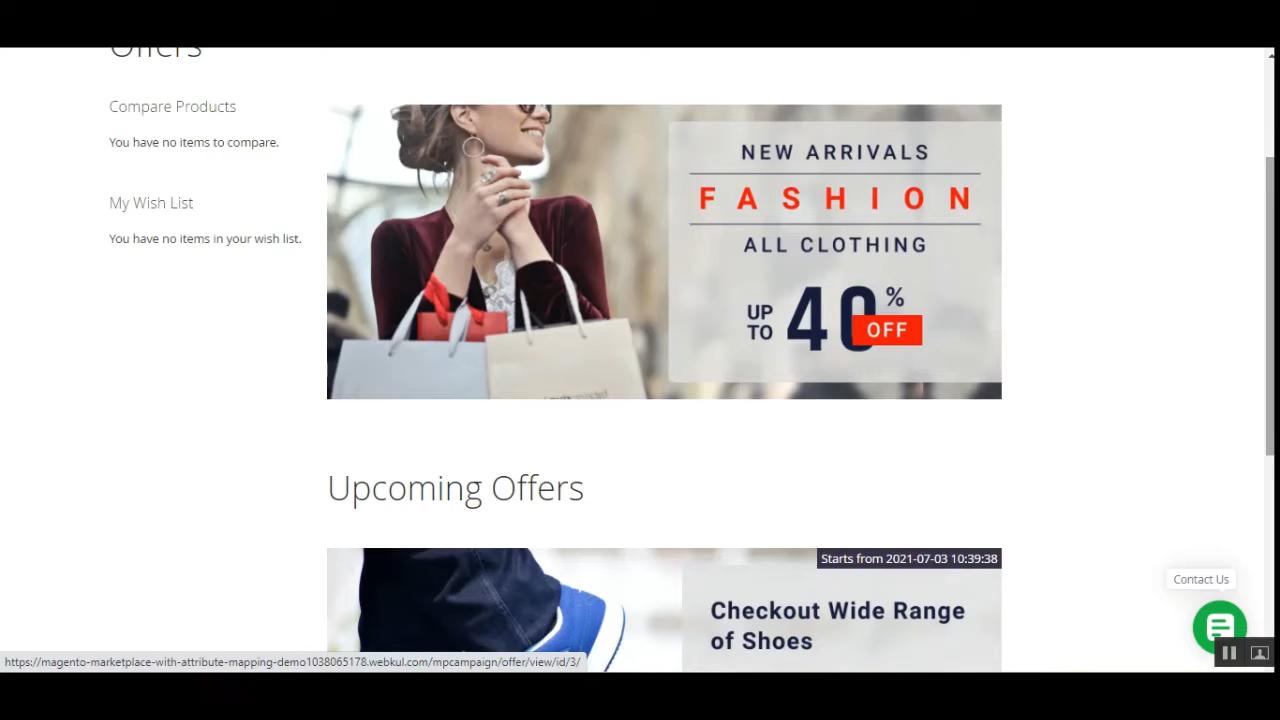 Offers
Compare Products
You have no items to compare.
My Wish List
You have no items in your wish list.
NEW ARRIVALS
FASHION
ALL CLOTHING
UP TO 40% OFF
Upcoming Offers
Starts from 2021-07-03 10:39:38
Checkout Wide Range
of Shoes
Contact Us
https://magento-marketplace-with-attribute-mapping-demo1038065178.webkul.com/mpcampaign/offer/view/id/3/